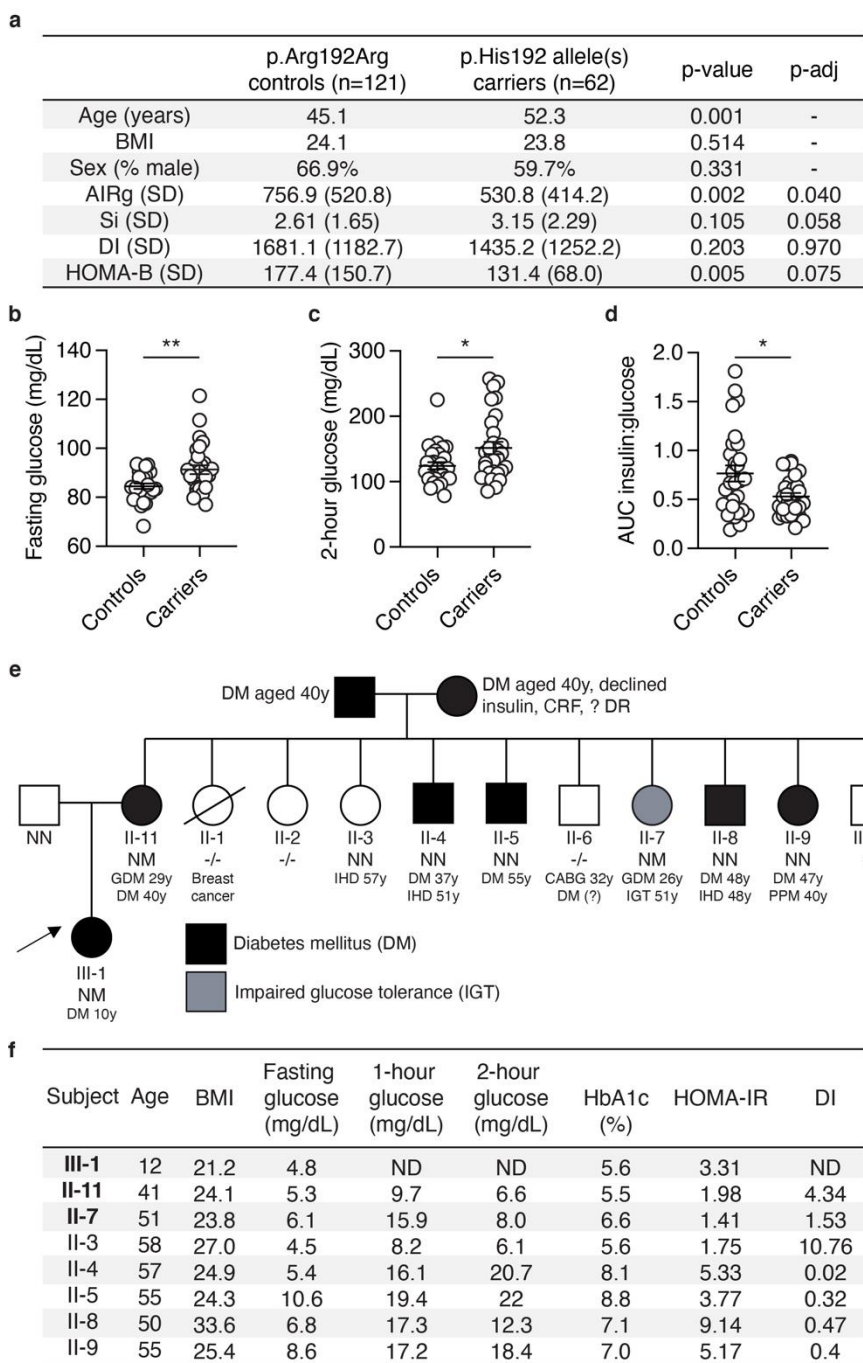 a
p.Arg192Arg controls (n=121) p.His192 allele(s) carriers (n=62) p-value p-adj
Age (years) 45.1 52.3 0.001 -
BMI 24.1 23.8 0.514 -
Sex (% male) 66.9% 59.7% 0.331 -
AIRg (SD) 756.9 (520.8) 530.8 (414.2) 0.002 0.040
Si (SD) 2.61 (1.65) 3.15 (2.29) 0.105 0.058
DI (SD) 1681.1 (1182.7) 1435.2 (1252.2) 0.203 0.970
HOMA-B (SD) 177.4 (150.7) 131.4 (68.0) 0.005 0.075
b
Fasting glucose (mg/dL)
140
120
100
80
60
**
Controls
Carriers
c
2-hour glucose (mg/dL)
300
200
100
0
*
Controls
Carriers
d
AUC insulin:glucose
2.0
1.5
1.0
0.5
0.0
*
Controls
Carriers
e
DM aged 40y
DM aged 40y, declined
insulin, CRF, ? DR
NN
II-11
NM
GDM 29y
DM 40y
II-1
-/-
Breast
cancer
II-2
-/-
II-3
NN
IHD 57y
II-4
NN
DM 37y
IHD 51y
II-5
NN
DM 55y
II-6
-/-
CABG 32y
DM (?)
II-7
NM
GDM 26y
IGT 51y
II-8
NN
DM 48y
IHD 48y
II-9
NN
DM 47y
PPM 40y
III-1
NM
DM 10y
Diabetes mellitus (DM)
Impaired glucose tolerance (IGT)
f
Subject Age BMI Fasting glucose (mg/dL) 1-hour glucose (mg/dL) 2-hour glucose (mg/dL) HbA1c (%) HOMA-IR DI
III-1 12 21.2 4.8 ND ND 5.6 3.31 ND
II-11 41 24.1 5.3 9.7 6.6 5.5 1.98 4.34
II-7 51 23.8 6.1 15.9 8.0 6.6 1.41 1.53
II-3 58 27.0 4.5 8.2 6.1 5.6 1.75 10.76
II-4 57 24.9 5.4 16.1 20.7 8.1 5.33 0.02
II-5 55 24.3 10.6 19.4 22 8.8 3.77 0.32
II-8 50 33.6 6.8 17.3 12.3 7.1 9.14 0.47
II-9 55 25.4 8.6 17.2 18.4 7.0 5.17 0.4